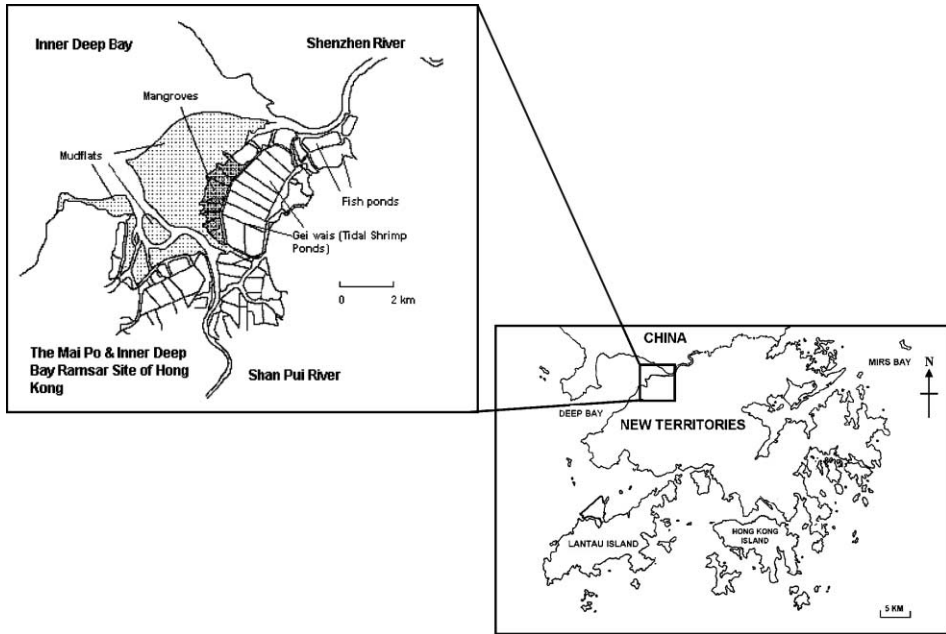 Inner Deep Bay
Shenzhen River
Mangroves
Mudflats
Fish ponds
Gei wais (Tidal Shrimp
Ponds)
0 2 km
The Mai Po & Inner Deep
Bay Ramsar Site of Hong
Kong
Shan Pui River
CHINA
MIRS BAY
N
DEEP BAY
NEW TERRITORIES
HONG KONG
ISLAND
LANTAU ISLAND
5 KM